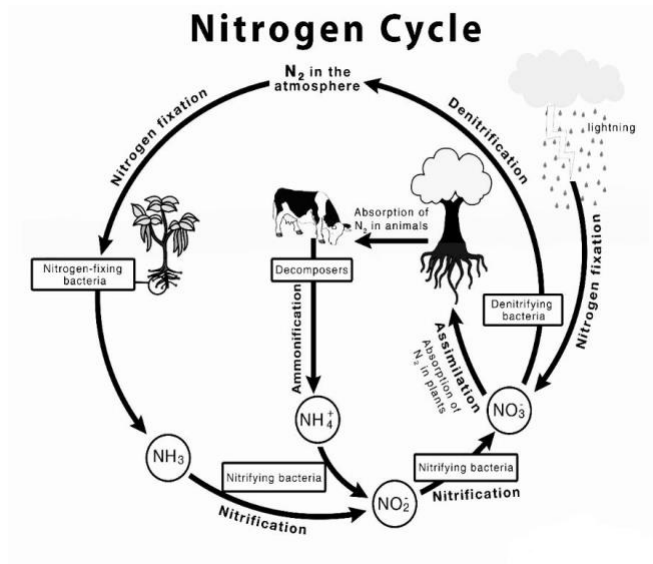 Nitrogen Cycle
N₂ in the
atmosphere
Nitrogen fixation
Denitrification
lightning
Absorption of
N₂ in animals
Nitrogen-fixing
bacteria
Decomposers
Ammonification
Denitrifying
bacteria
Nitrogen fixation
Assimilation
Absorption of
N₂ in plants
NO₃⁻
NH₄⁺
NH₃
Nitrifying bacteria
Nitrifying bacteria
NO₂⁻
Nitrification
Nitrification